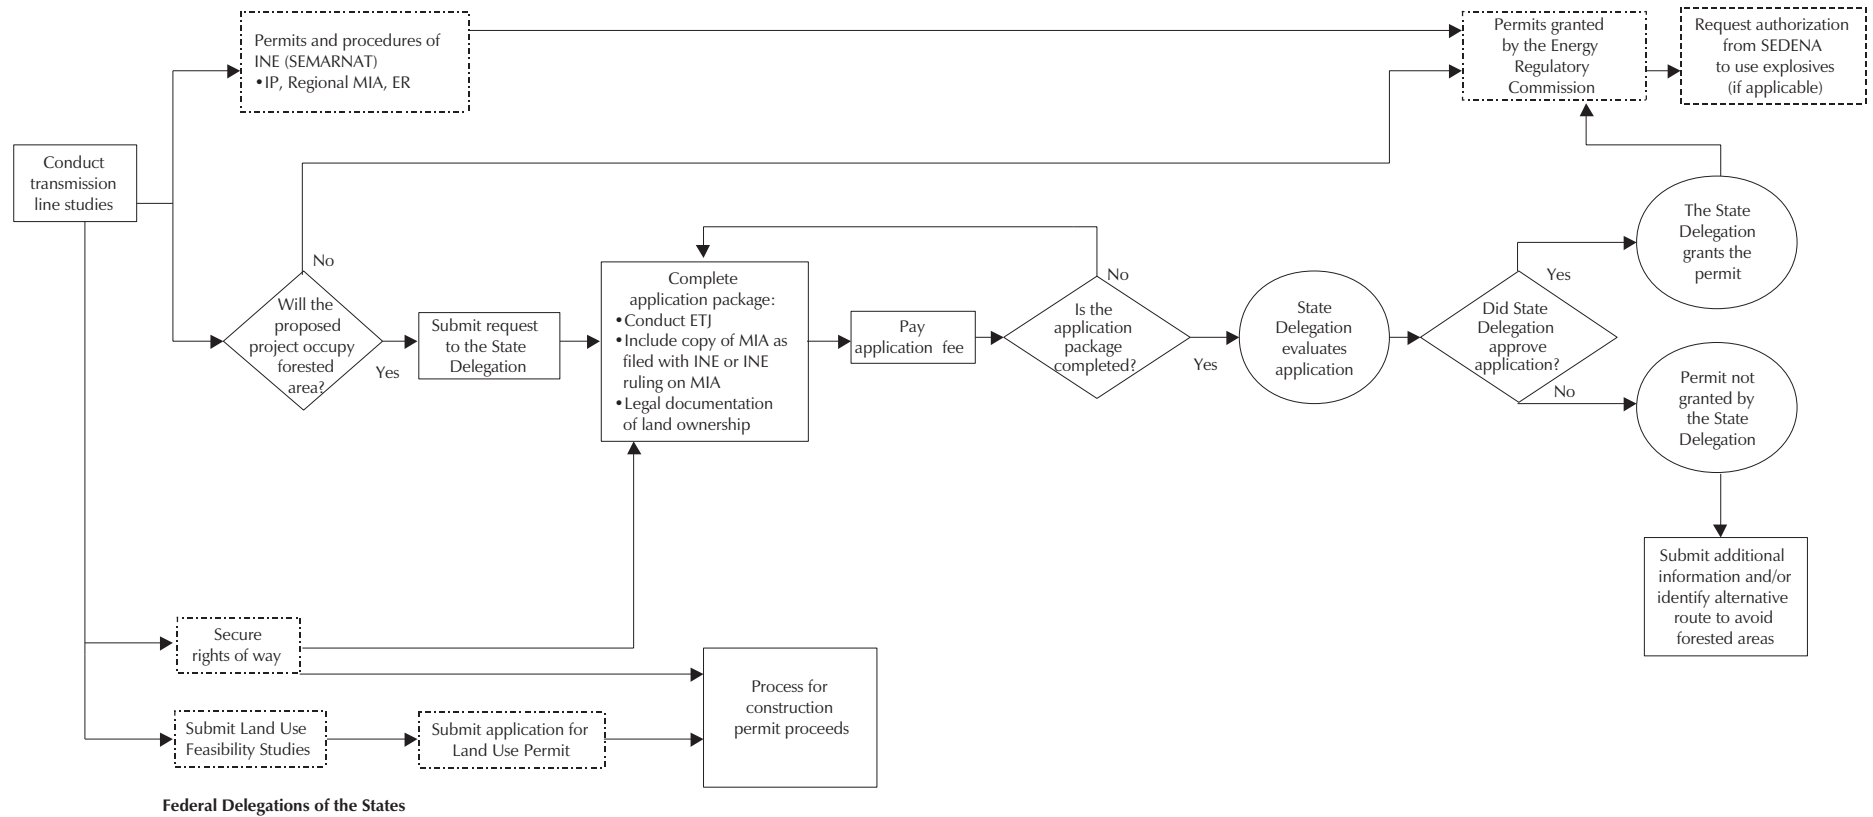 Permits and procedures of
INE (SEMARNAT)
•IP, Regional MIA, ER
Permits granted
by the Energy
Regulatory
Commission
Request authorization
from SEDENA
to use explosives
(if applicable)
Conduct
transmission
line studies
No
Will the
proposed
project occupy
forested
area?
Yes
Submit request
to the State
Delegation
Complete
application package:
•Conduct ETJ
•Include copy of MIA as
filed with INE or INE
ruling on MIA
•Legal documentation
of land ownership
Pay
application fee
No
Is the
application
package
completed?
Yes
State
Delegation
evaluates
application
Did State
Delegation
approve
application?
Yes
No
The State
Delegation
grants the
permit
Permit not
granted by
the State
Delegation
Submit additional
information and/or
identify alternative
route to avoid
forested areas
Secure
rights of way
Submit Land Use
Feasibility Studies
Submit application for
Land Use Permit
Process for
construction
permit proceeds
Federal Delegations of the States